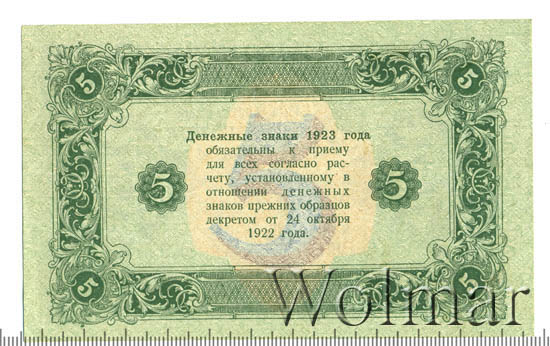 5 5
Денежные знаки 1923 года
обязательны к приему
для всех согласно рас-
чету, установленному в
5 5
отношении денежных
знаков прежних образцов
декретом от 24 октября
1922 года.
5 5
Wolmar